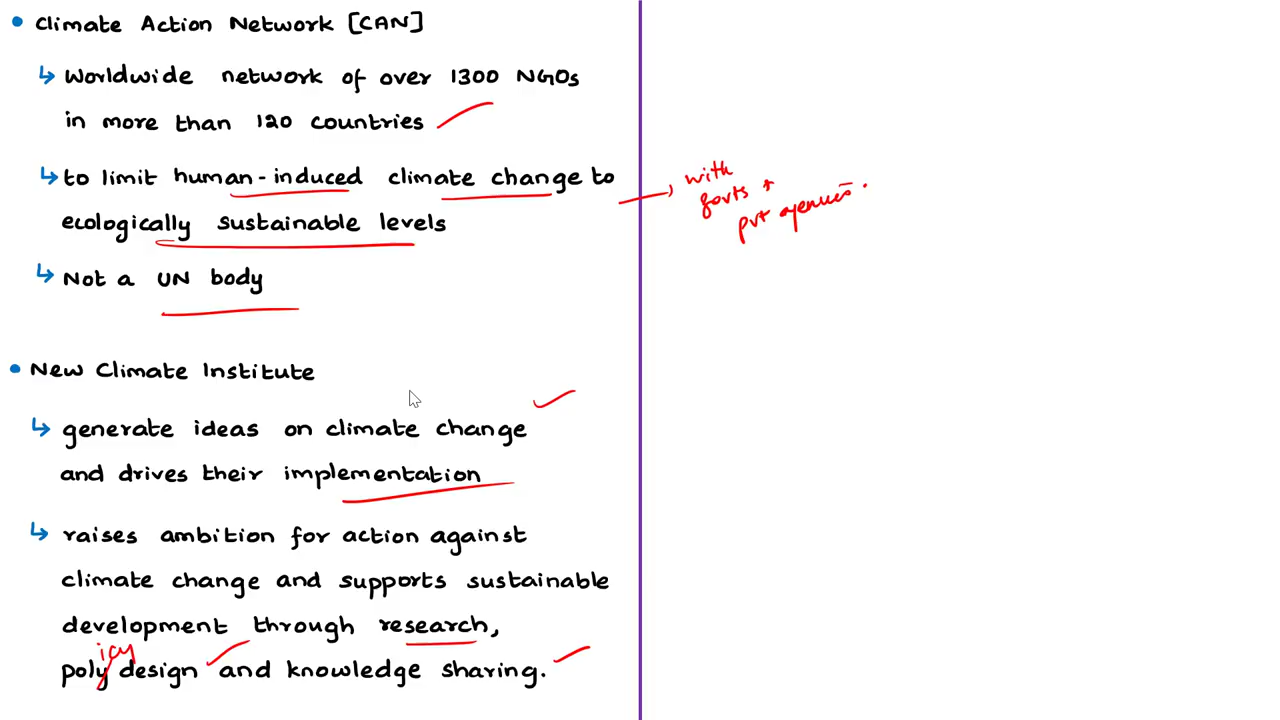 • Climate Action Network [CAN]
↳ Worldwide network of over 1300 NGOs
in more than 120 countries
↳ to limit human-induced climate change to
ecologically sustainable levels
→ with
govts +
pvt agencies.
↳ Not a UN body
• New Climate Institute
↳ generate ideas on climate change
and drives their implementation
↳ raises ambition for action against
climate change and supports sustainable
development through research,
icy
poly design and knowledge sharing.